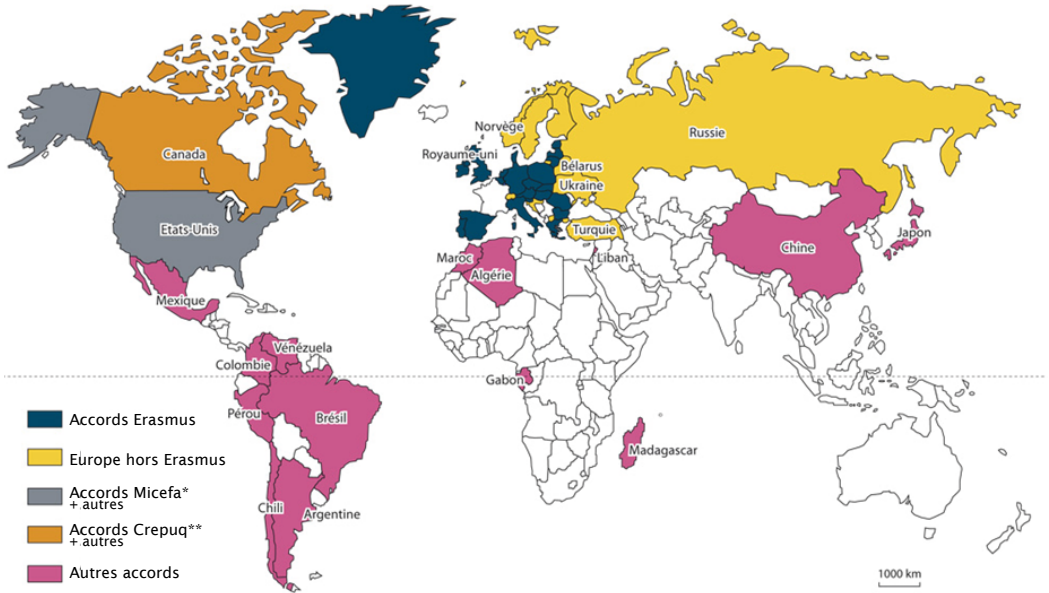 Norvège
Russie
Canada
Royaume-uni
Bélarus
Ukraine
Etats-Unis
Turquie
Japon
Chine
Maroc
Liban
Algérie
Mexique
Vénézuela
Colombie
Gabon
Pérou
Brésil
Madagascar
Chili
Argentine
Accords Erasmus
Europe hors Erasmus
Accords Micefa*
+ autres
Accords Crepuq**
+ autres
Autres accords
1000 km